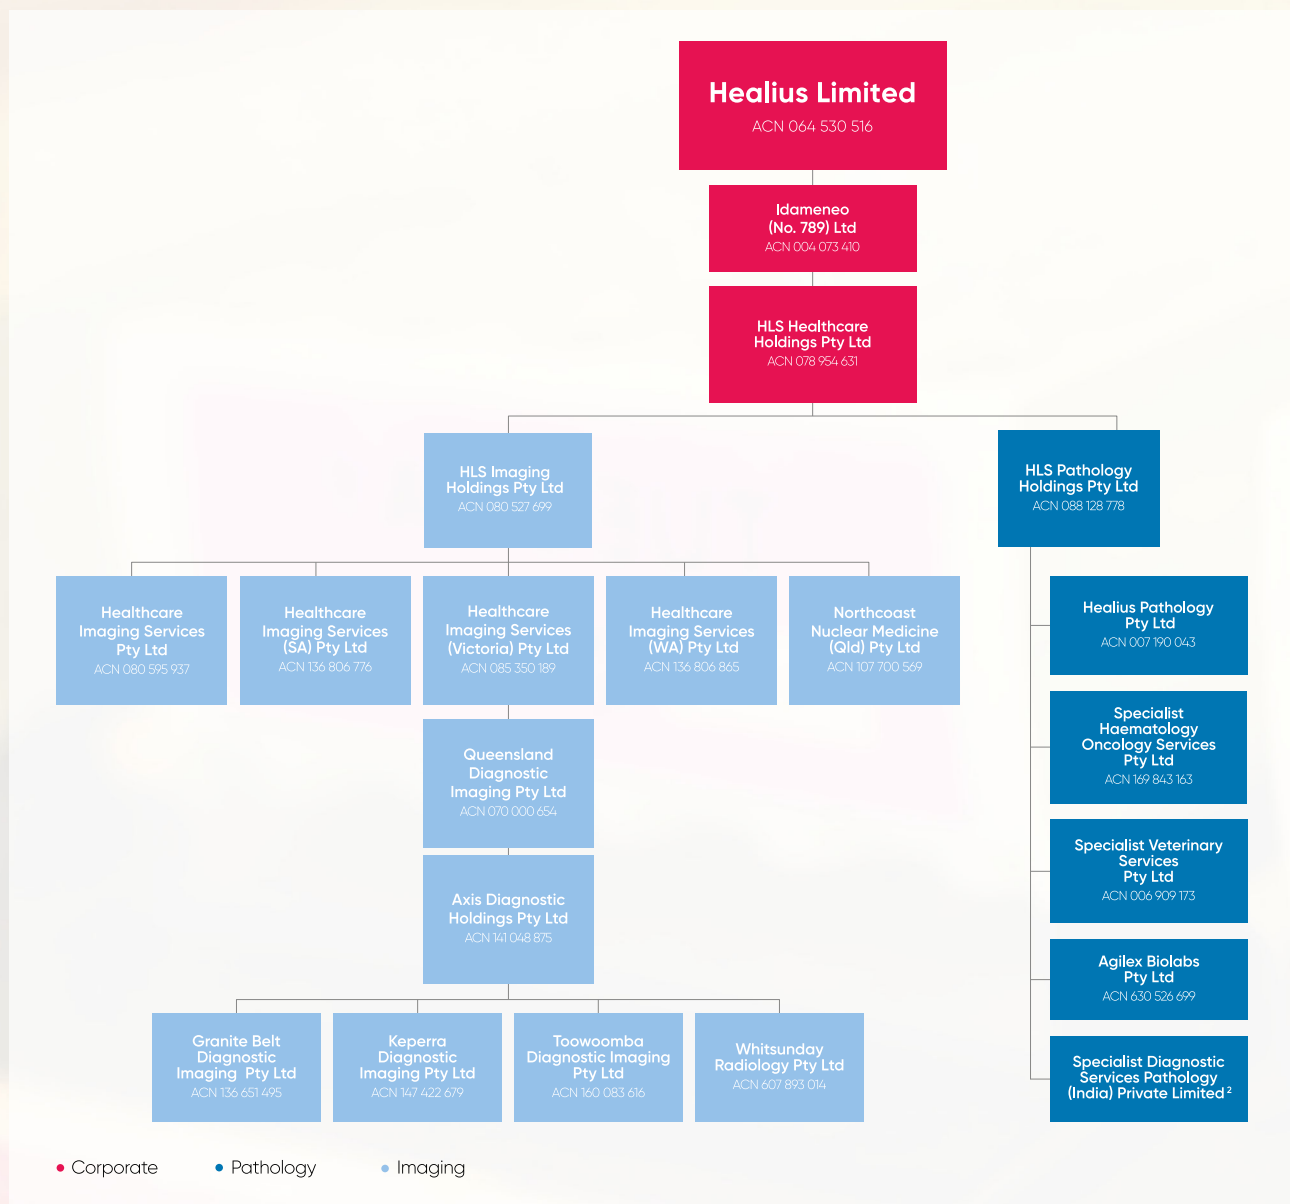 Healius Limited
ACN 064 530 516
Idameneo
(No. 789) Ltd
ACN 004 073 410
HLS Healthcare
Holdings Pty Ltd
ACN 078 954 631
HLS Imaging
Holdings Pty Ltd
ACN 080 527 699
HLS Pathology
Holdings Pty Ltd
ACN 088 128 778
Healthcare
Imaging Services
Pty Ltd
ACN 080 595 937
Healthcare
Imaging Services
(SA) Pty Ltd
ACN 136 806 776
Healthcare
Imaging Services
(Victoria) Pty Ltd
ACN 085 350 189
Healthcare
Imaging Services
(WA) Pty Ltd
ACN 136 806 865
Northcoast
Nuclear Medicine
(Qld) Pty Ltd
ACN 107 700 569
Queensland
Diagnostic
Imaging Pty Ltd
ACN 070 000 654
Axis Diagnostic
Holdings Pty Ltd
ACN 141 048 875
Granite Belt
Diagnostic
Imaging Pty Ltd
ACN 136 651 495
Keperra
Diagnostic
Imaging Pty Ltd
ACN 147 422 679
Toowoomba
Diagnostic Imaging
Pty Ltd
ACN 160 083 616
Whitsunday
Radiology Pty Ltd
ACN 607 893 014
Healius Pathology
Pty Ltd
ACN 007 190 043
Specialist
Haematology
Oncology Services
Pty Ltd
ACN 169 843 163
Specialist Veterinary
Services
Pty Ltd
ACN 006 909 173
Agilex Biolabs
Pty Ltd
ACN 630 526 699
Specialist Diagnostic
Services Pathology
(India) Private Limited ²
• Corporate
• Pathology
• Imaging